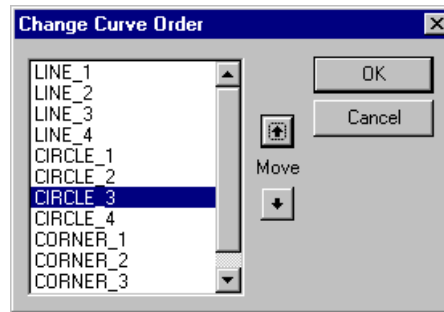 Change Curve Order
LINE_1
LINE_2
LINE_3
LINE_4
CIRCLE_1
CIRCLE_2
CIRCLE_3
CIRCLE_4
CORNER_1
CORNER_2
CORNER_3
Move
OK
Cancel